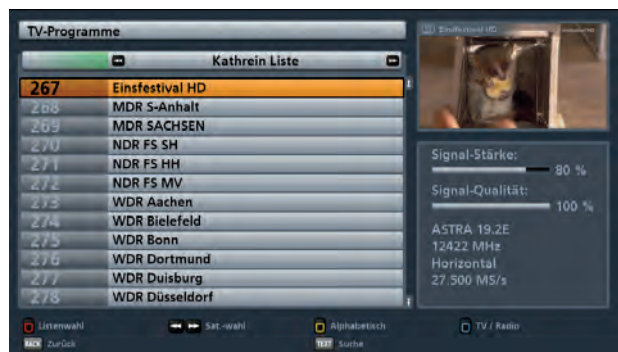 TV-Programme
Kathrein Liste
267 Einsfestival HD
268 MDR S-Anhalt
269 MDR SACHSEN
270 NDR FS SH
271 NDR FS HH
272 NDR FS MV
273 WDR Aachen
274 WDR Bielefeld
275 WDR Bonn
276 WDR Dortmund
277 WDR Duisburg
278 WDR Düsseldorf
Einsfestival HD
Signal-Stärke:
80 %
Signal-Qualität:
100 %
ASTRA 19.2E
12422 MHz
Horizontal
27.500 MS/s
Listenwahl
Sat.-wahl
Alphabetisch
TV / Radio
BACK Zurück
TEXT Suche